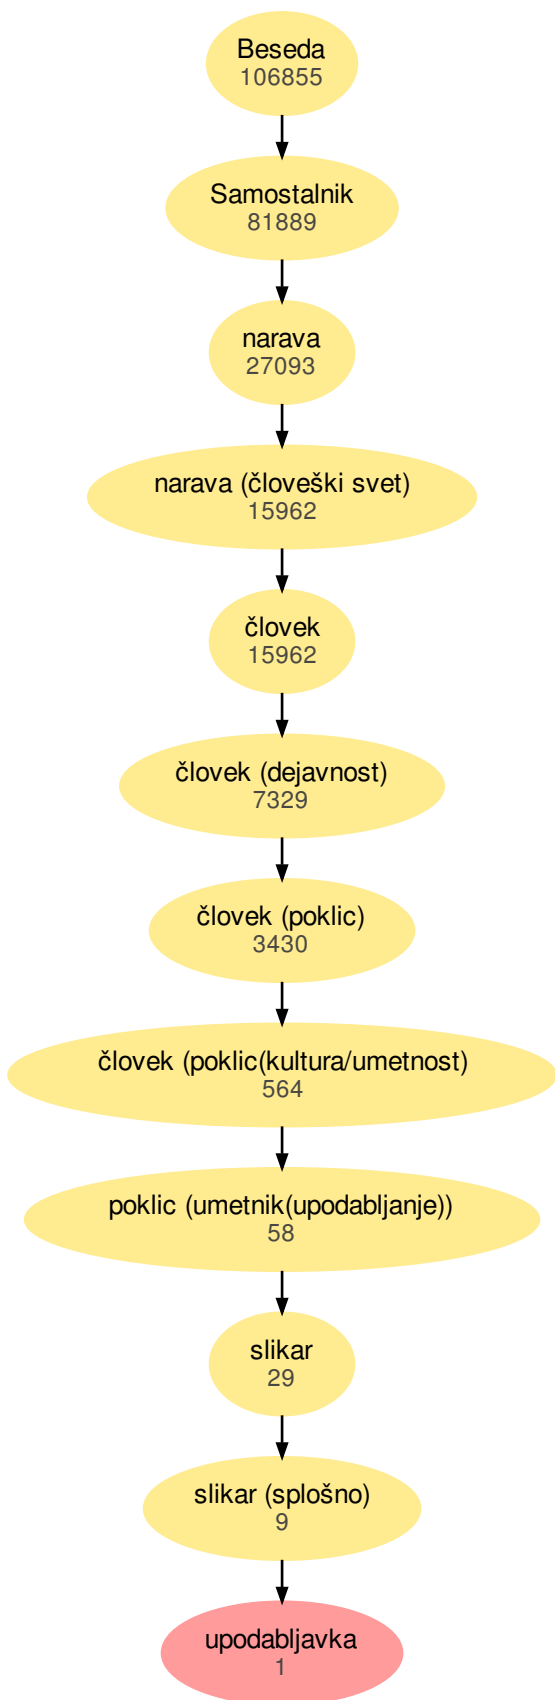 Beseda
106855
Samostalnik
81889
narava
27093
narava (človeški svet)
15962
človek
15962
človek (dejavnost)
7329
človek (poklic)
3430
človek (poklic(kultura/umetnost)
564
poklic (umetnik(upodabljanje))
58
slikar
29
slikar (splošno)
9
upodabljavka
1